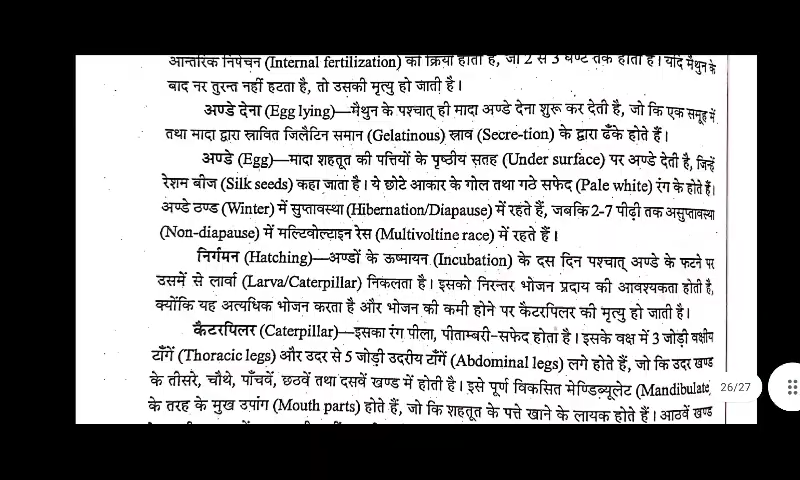 आन्तरिक निषेचन (Internal fertilization) की क्रिया होती है, जो 2 से 3 घण्टे तक होती है। यदि मैथुन के
बाद नर तुरन्त नहीं हटता है, तो उसकी मृत्यु हो जाती है।
अण्डे देना (Egg lying)—मैथुन के पश्चात् ही मादा अण्डे देना शुरू कर देती है, जो कि एक समूह में
तथा मादा द्वारा स्रावित जिलैटिन समान (Gelatinous) स्राव (Secre-tion) के द्वारा ढँके होते हैं।
अण्डे (Egg)—मादा शहतूत की पत्तियों के पृष्ठीय सतह (Under surface) पर अण्डे देती है, जिन्हें
रेशम बीज (Silk seeds) कहा जाता है। ये छोटे आकार के गोल तथा गठे सफेद (Pale white) रंग के होते हैं।
अण्डे ठण्ड (Winter) में सुप्तावस्था (Hibernation/Diapause) में रहते हैं, जबकि 2-7 पीढ़ी तक असुप्तावस्था
(Non-diapause) में मल्टिवोल्टाइन रेस (Multivoltine race) में रहते हैं।
निर्गमन (Hatching)—अण्डों के ऊष्मायन (Incubation) के दस दिन पश्चात् अण्डे के फटने पर
उसमें से लार्वा (Larva/Caterpillar) निकलता है। इसको निरन्तर भोजन प्रदाय की आवश्यकता होती है,
क्योंकि यह अत्यधिक भोजन करता है और भोजन की कमी होने पर कैटरपिलर की मृत्यु हो जाती है।
कैटरपिलर (Caterpillar)—इसका रंग पीला, पीताम्बरी-सफेद होता है। इसके वक्ष में 3 जोड़ी वक्षीय
टाँगें (Thoracic legs) और उदर से 5 जोड़ी उदरीय टाँगें (Abdominal legs) लगे होते हैं, जो कि उदर खण्ड
के तीसरे, चौथे, पाँचवें, छठवें तथा दसवें खण्ड में होती है। इसे पूर्ण विकसित मेण्डिब्यूलेट (Mandibulate
के तरह के मुख उपांग (Mouth parts) होते हैं, जो कि शहतूत के पत्ते खाने के लायक होते हैं। आठवें खण्ड
26/27